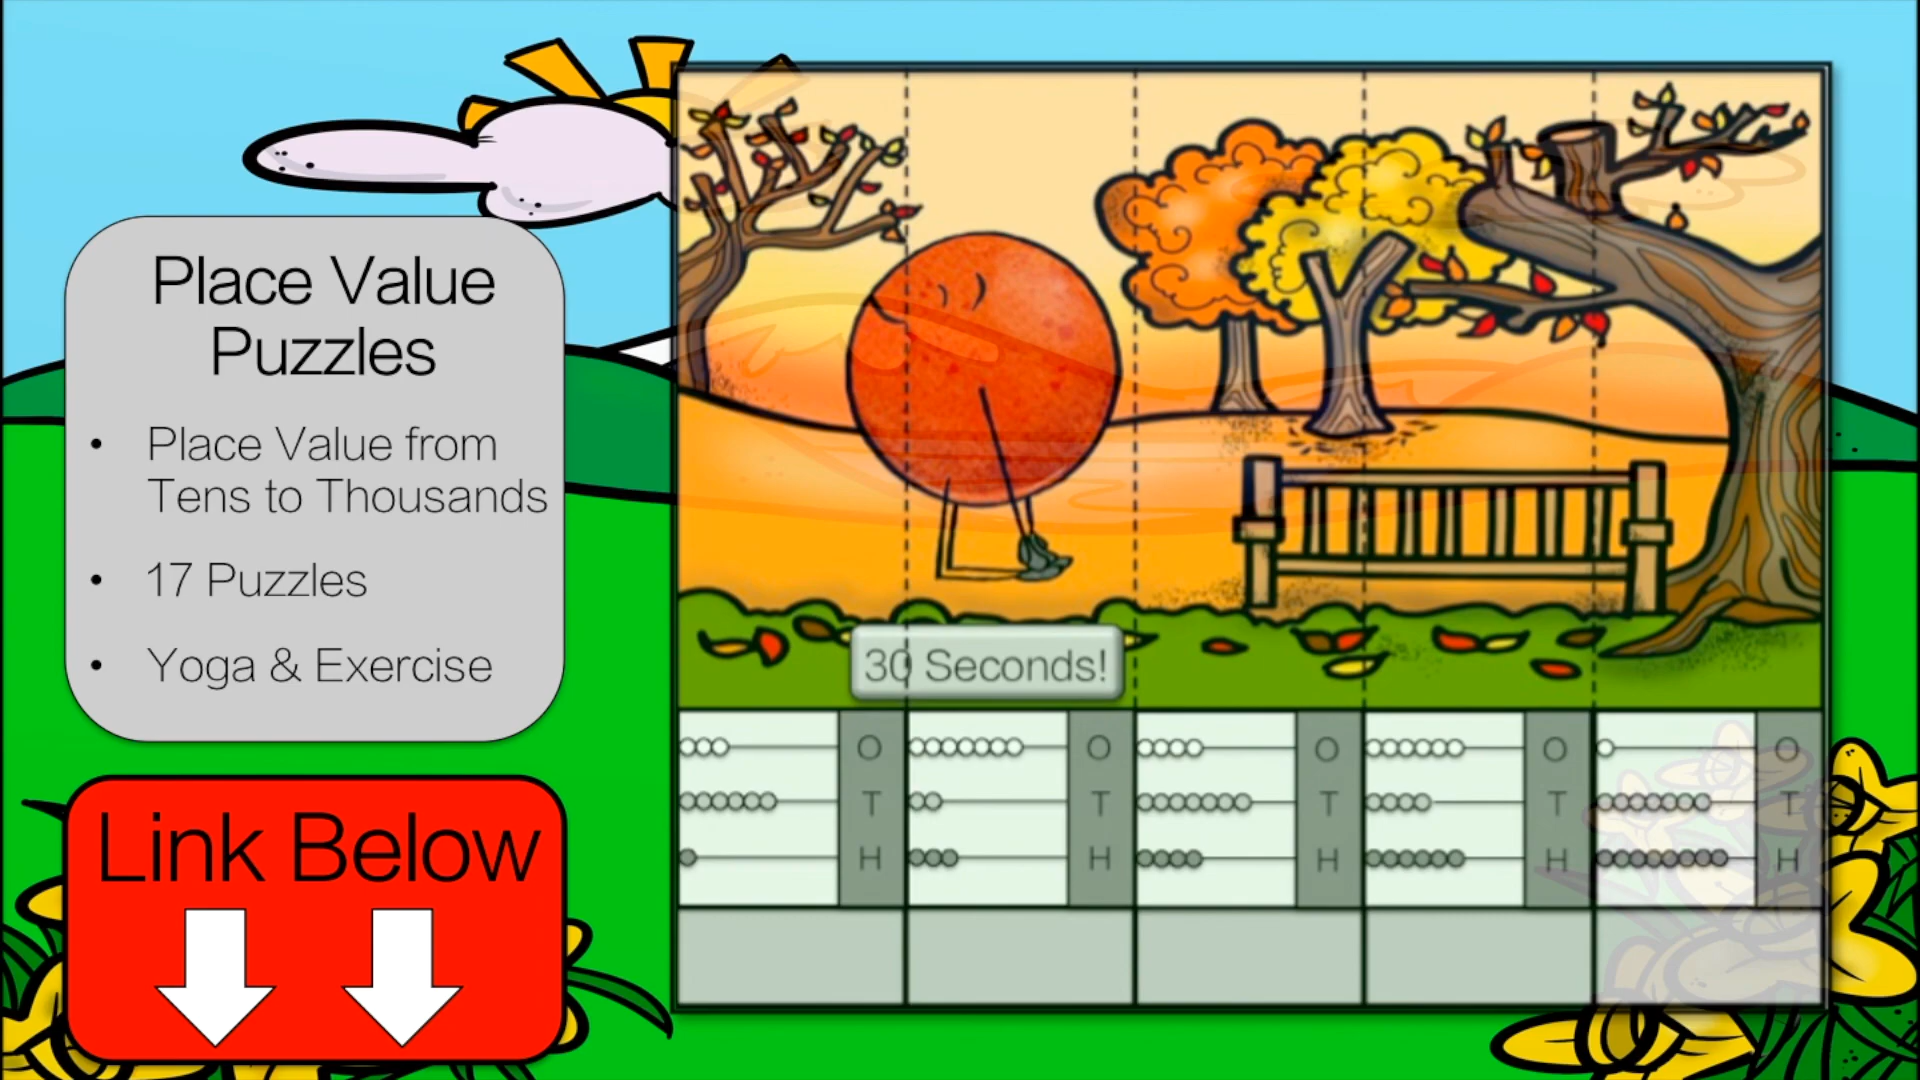 Place Value
Puzzles
• Place Value from
Tens to Thousands
• 17 Puzzles
• Yoga & Exercise
Link Below
30 Seconds!
O O O O O
T T T T T
H H H H H